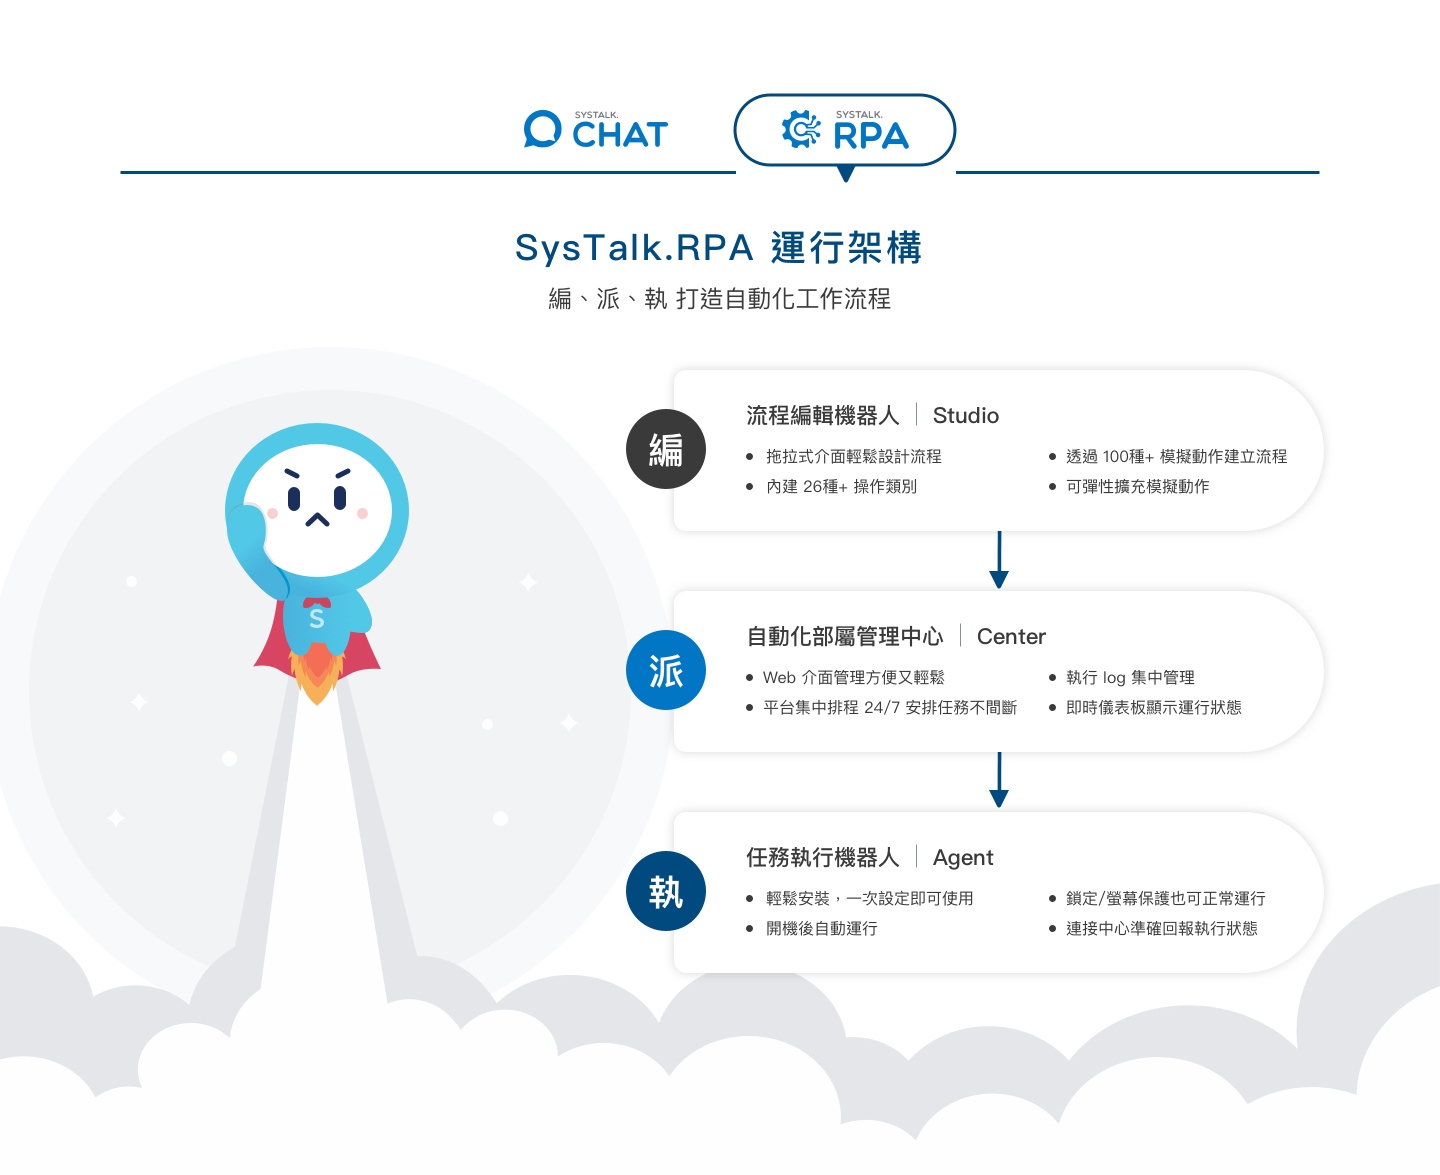 SYSTALK.
CHAT
SYSTALK.
RPA
SysTalk.RPA 運行架構
編、派、執 打造自動化工作流程
S
編
流程編輯機器人｜Studio
• 拖拉式介面輕鬆設計流程
• 內建 26種+ 操作類別
• 透過 100種+ 模擬動作建立流程
• 可彈性擴充模擬動作
派
自動化部屬管理中心｜Center
• Web 介面管理方便又輕鬆
• 平台集中排程 24/7 安排任務不間斷
• 執行 log 集中管理
• 即時儀表板顯示運行狀態
執
任務執行機器人｜Agent
• 輕鬆安裝，一次設定即可使用
• 開機後自動運行
• 鎖定/螢幕保護也可正常運行
• 連接中心準確回報執行狀態